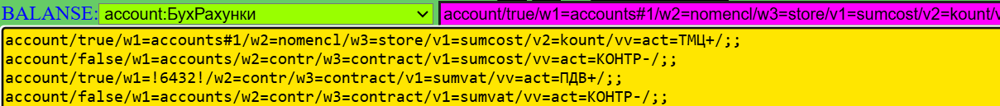 BALANSE: account:БухРахунки account/true/w1=accounts#1/w2=nomencl/w3=store/v1=sumcost/v2=kount/
account/true/w1=accounts#1/w2=nomencl/w3=store/v1=sumcost/v2=kount/vv=act=ТМЦ+/;;
account/false/w1=accounts/w2=contr/w3=contract/v1=sumcost/vv=act=КОНТР-/;;
account/true/w1=!6432!/w2=contr/w3=contract/v1=sumvat/vv=act=ПДВ+/;;
account/false/w1=accounts/w2=contr/w3=contract/v1=sumvat/vv=act=КОНТР-/;;